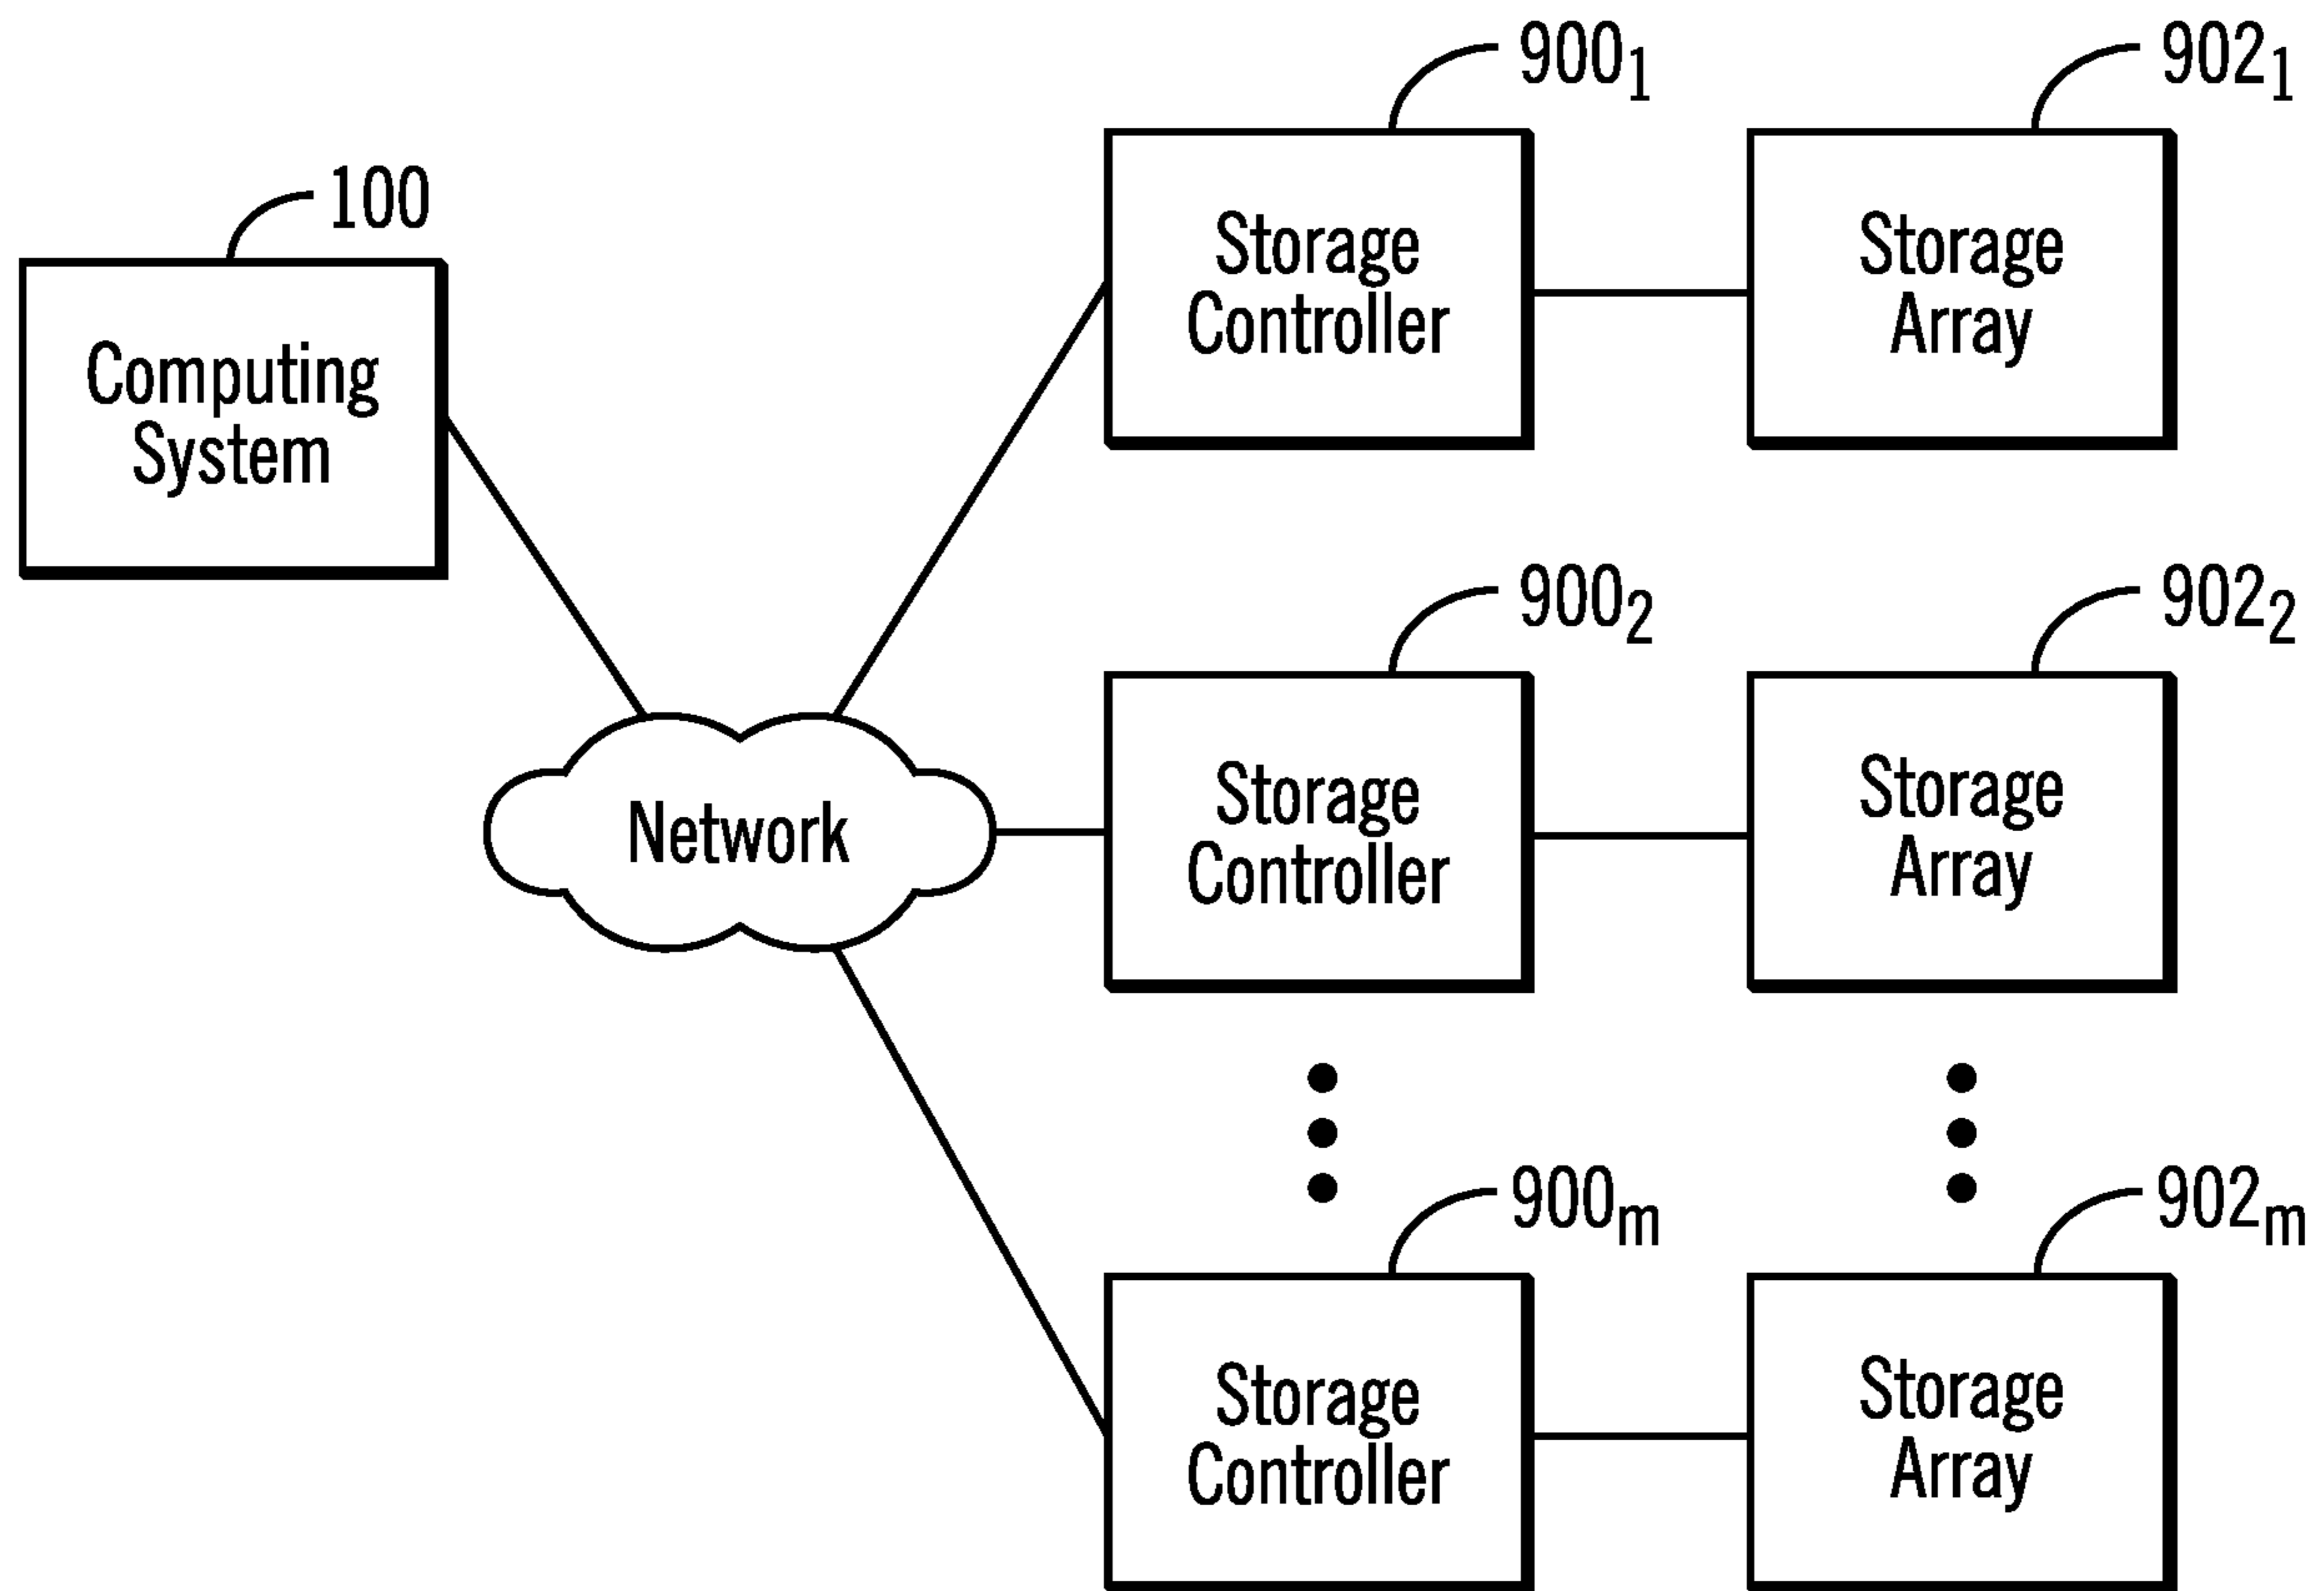 900₁
902₁
100
Storage
Controller
Storage
Array
Computing
System
900₂
902₂
Storage
Controller
Storage
Array
Network
900ₘ
902ₘ
Storage
Controller
Storage
Array